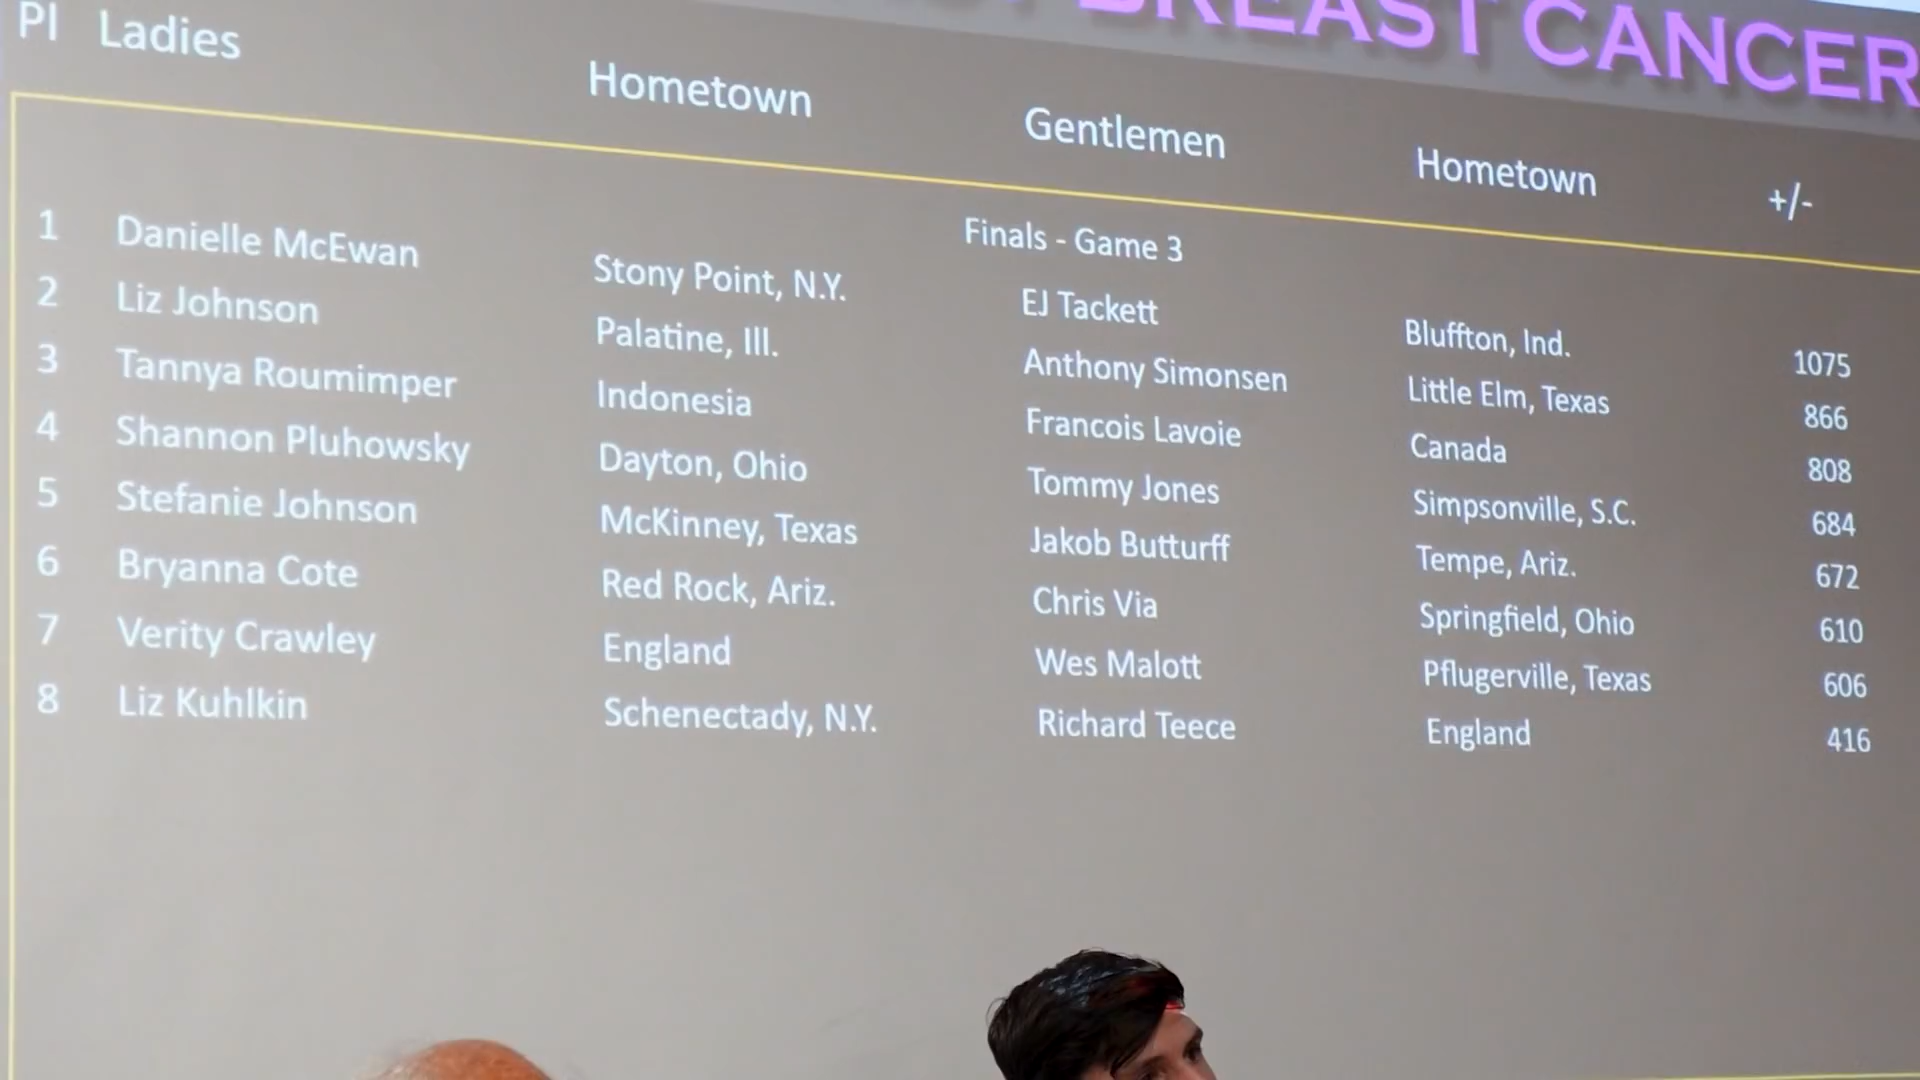 BREAST CANCER
Pl Ladies Hometown Gentlemen Hometown +/-
Finals - Game 3
1 Danielle McEwan Stony Point, N.Y. EJ Tackett Bluffton, Ind. 1075
2 Liz Johnson Palatine, Ill. Anthony Simonsen Little Elm, Texas 866
3 Tannya Roumimper Indonesia Francois Lavoie Canada 808
4 Shannon Pluhowsky Dayton, Ohio Tommy Jones Simpsonville, S.C. 684
5 Stefanie Johnson McKinney, Texas Jakob Butturff Tempe, Ariz. 672
6 Bryanna Cote Red Rock, Ariz. Chris Via Springfield, Ohio 610
7 Verity Crawley England Wes Malott Pflugerville, Texas 606
8 Liz Kuhlkin Schenectady, N.Y. Richard Teece England 416